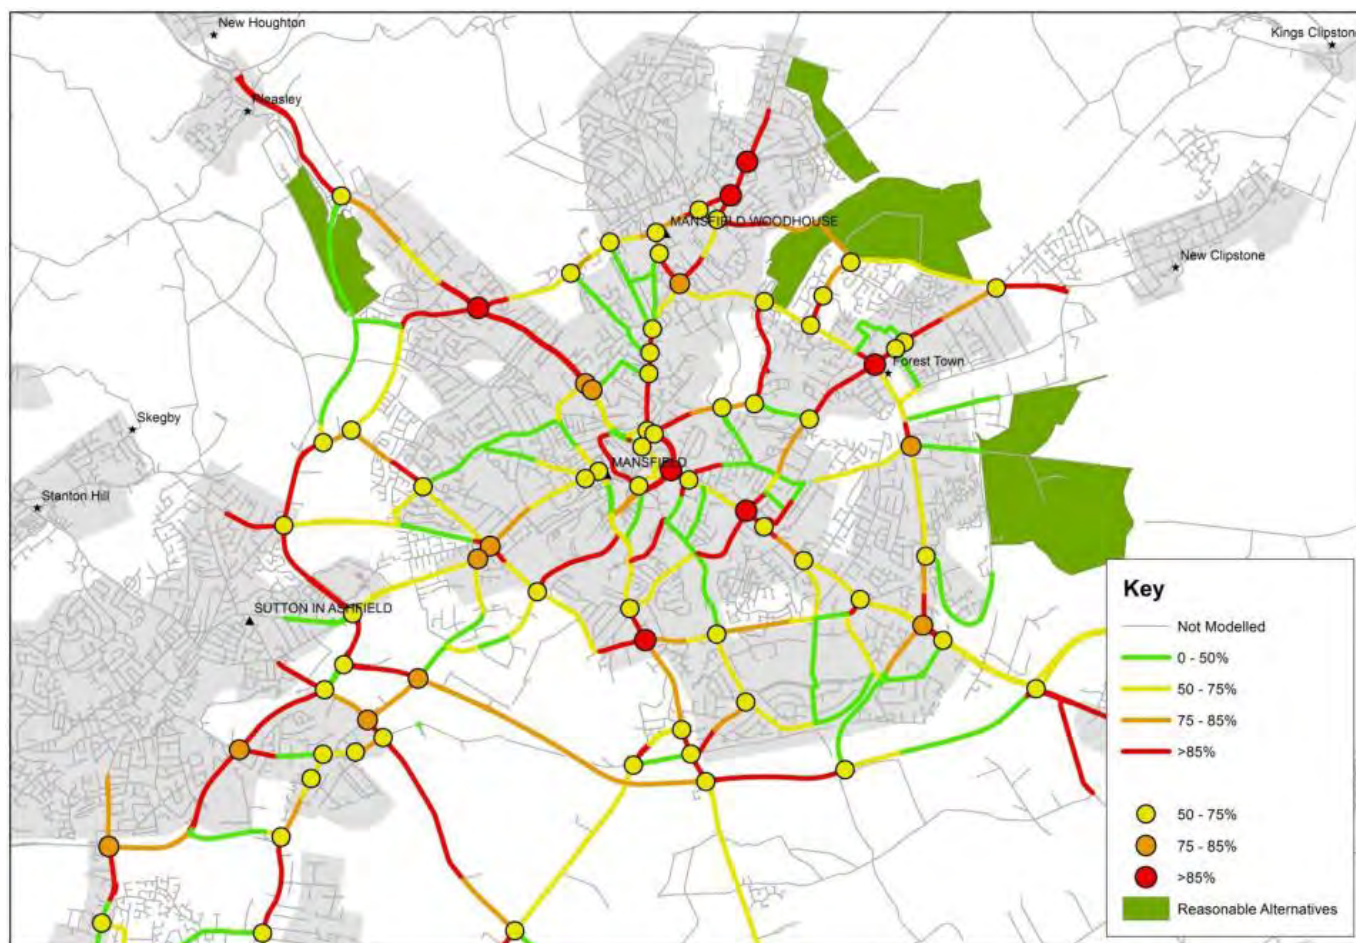 New Houghton
Kings Clipstone
Pleasley
MANSFIELD WOODHOUSE
New Clipstone
Forest Town
Skegby
MANSFIELD
Stanton Hill
SUTTON IN ASHFIELD
Key
Not Modelled
0 - 50%
50 - 75%
75 - 85%
>85%
50 - 75%
75 - 85%
>85%
Reasonable Alternatives